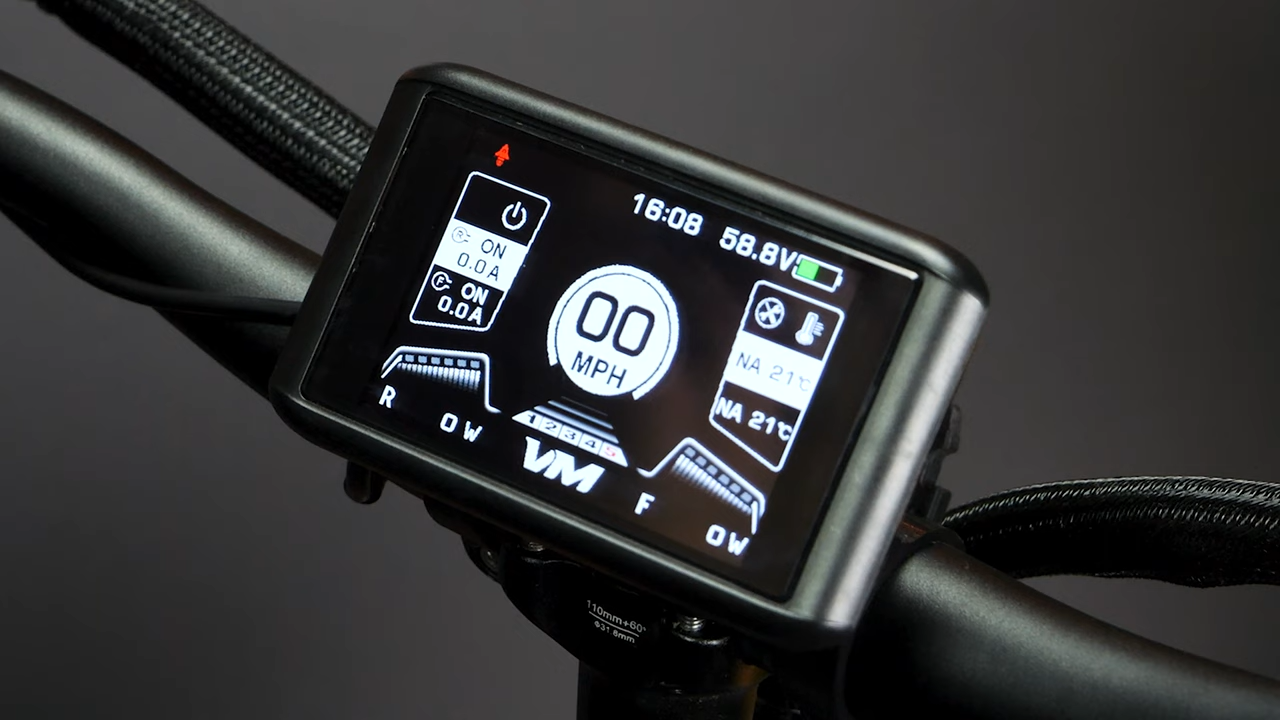 16:08
58.8V
R ON
0.0A
F ON
0.0A
00
MPH
NA 21℃
NA 21℃
R
0W
1 2 3 4 5
VM
F
0W
110mm+60°
Φ31.8mm